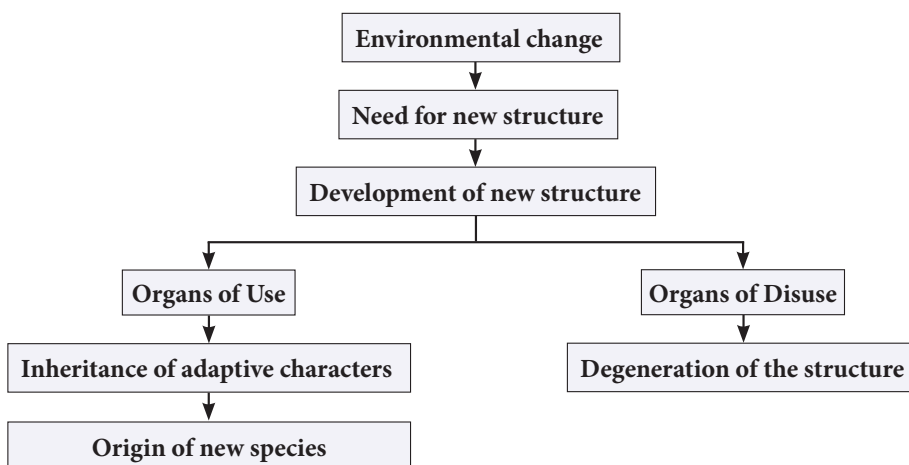 Environmental change
Need for new structure
Development of new structure
Organs of Use
Organs of Disuse
Inheritance of adaptive characters
Degeneration of the structure
Origin of new species